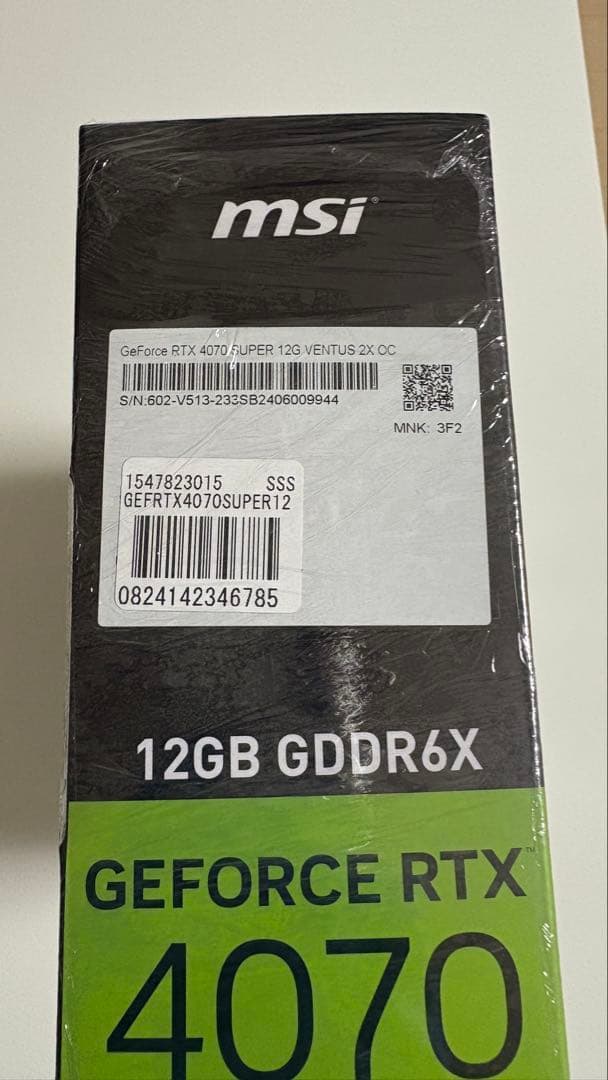 msi
GeForce RTX 4070 SUPER 12G VENTUS 2X OC
S/N:602-V513-233SB2406009944
MNK: 3F2
1547823015 SSS
GEFRTX4070SUPER12
0824142346785
12GB GDDR6X
GEFORCE RTX™
4070